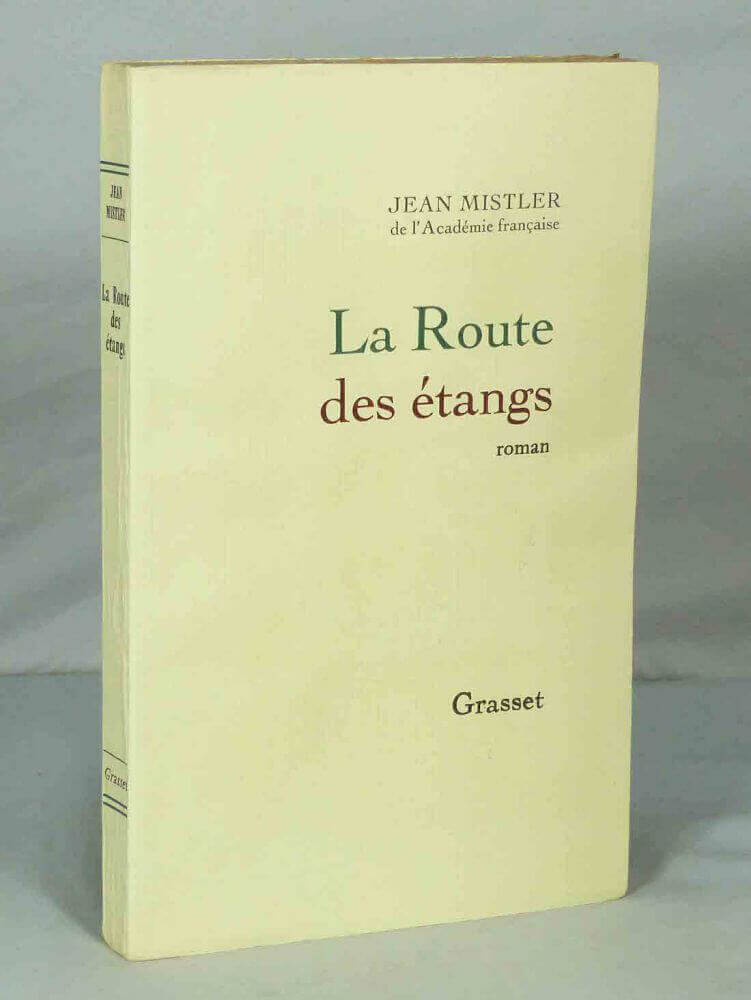 JEAN MISTLER
de l'Académie française
La Route
des étangs
roman
Grasset
JEAN
MISTLER
La Route
des
étangs
Grasset